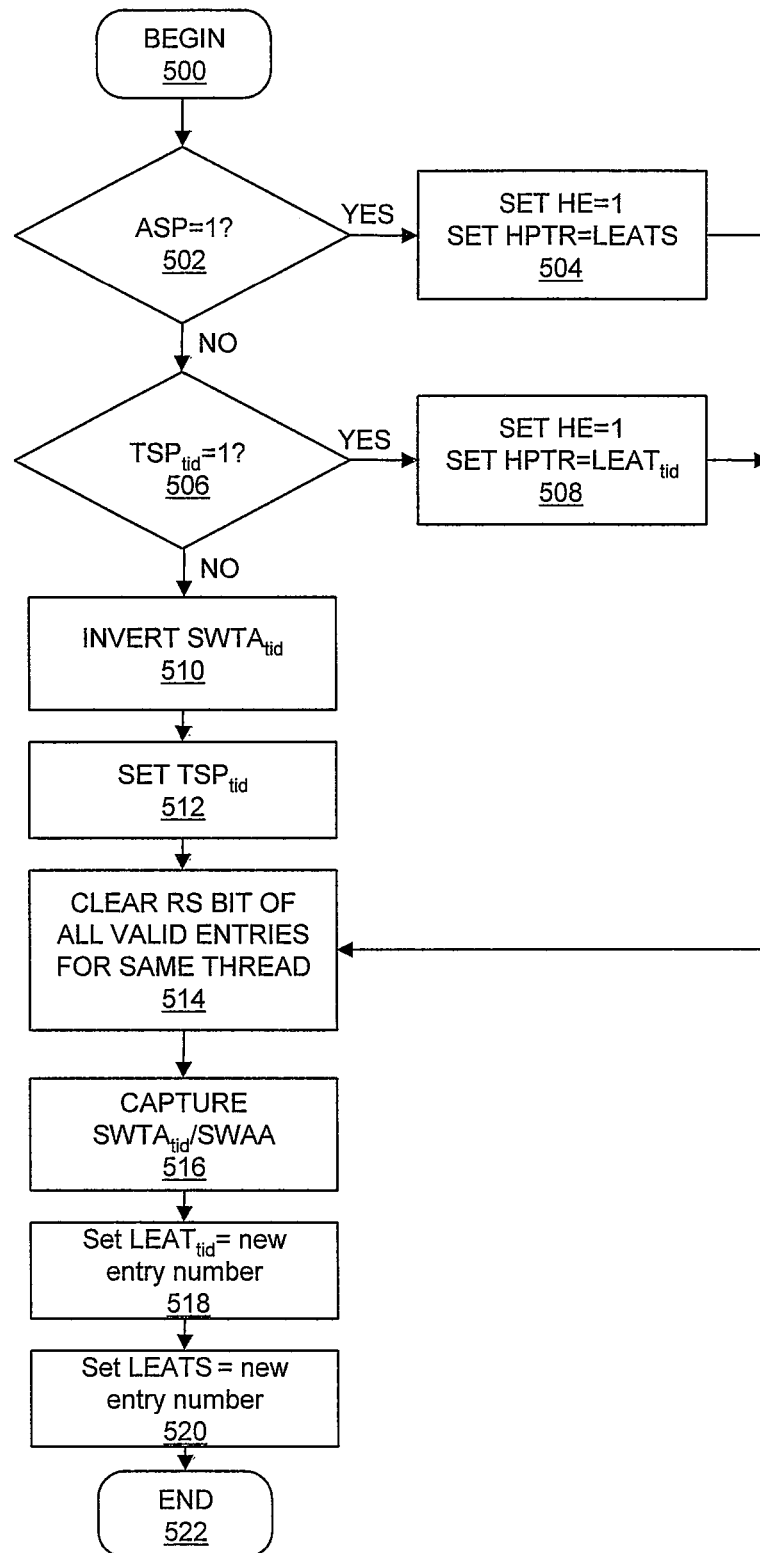 BEGIN
500
ASP=1?
502
YES
SET HE=1
SET HPTR=LEATS
504
NO
TSPtid=1?
506
YES
SET HE=1
SET HPTR=LEATtid
508
NO
INVERT SWTAtid
510
SET TSPtid
512
CLEAR RS BIT OF
ALL VALID ENTRIES
FOR SAME THREAD
514
CAPTURE
SWTAtid/SWAA
516
Set LEATtid= new
entry number
518
Set LEATS = new
entry number
520
END
522